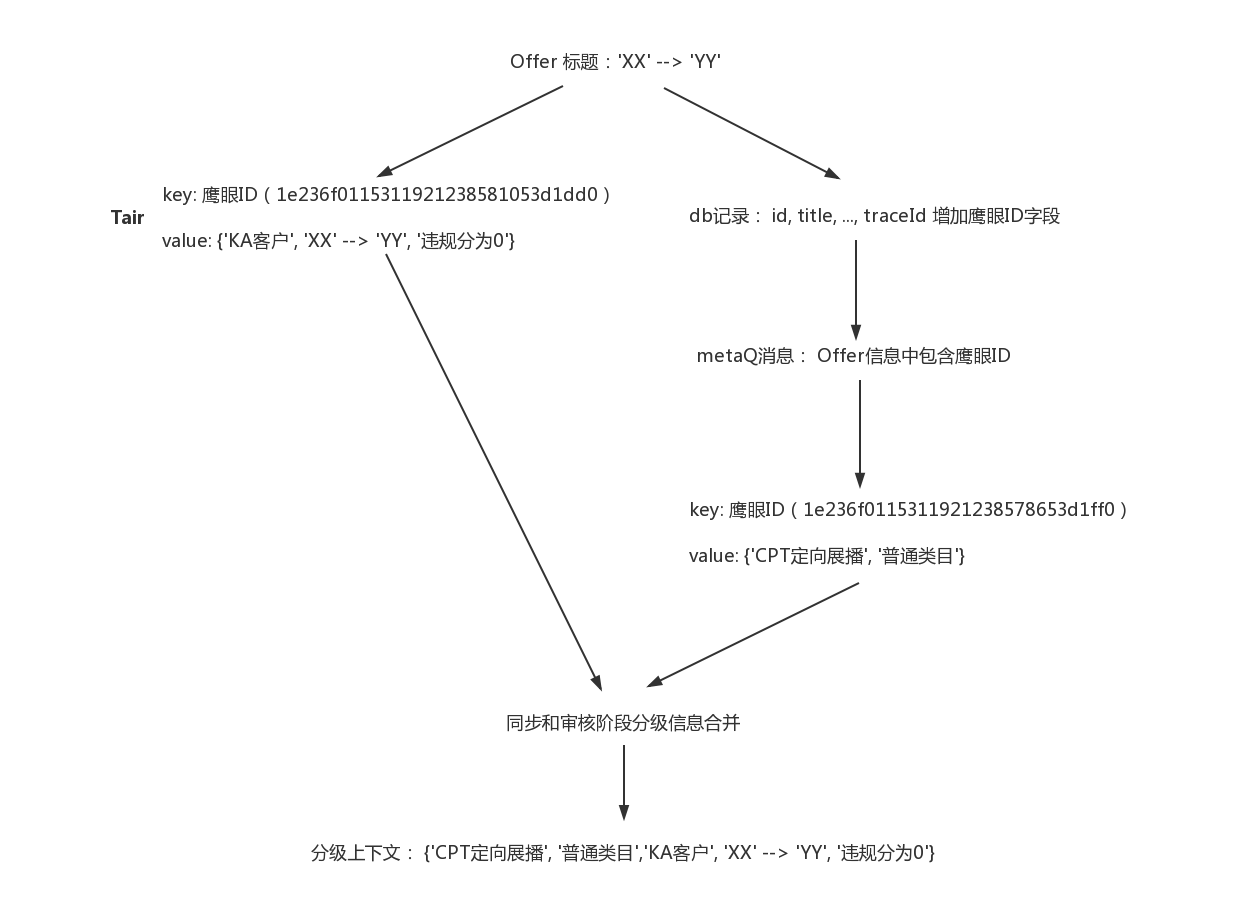 Offer 标题：'XX' --> 'YY'
key: 鹰眼ID（1e236f0115311921238581053d1dd0）
Tair
value: {'KA客户', 'XX' --> 'YY', '违规分为0'}
db记录： id, title, ..., traceId 增加鹰眼ID字段
metaQ消息： Offer信息中包含鹰眼ID
key: 鹰眼ID（1e236f0115311921238578653d1ff0）
value: {'CPT定向展播', '普通类目'}
同步和审核阶段分级信息合并
分级上下文： {'CPT定向展播', '普通类目','KA客户', 'XX' --> 'YY', '违规分为0'}